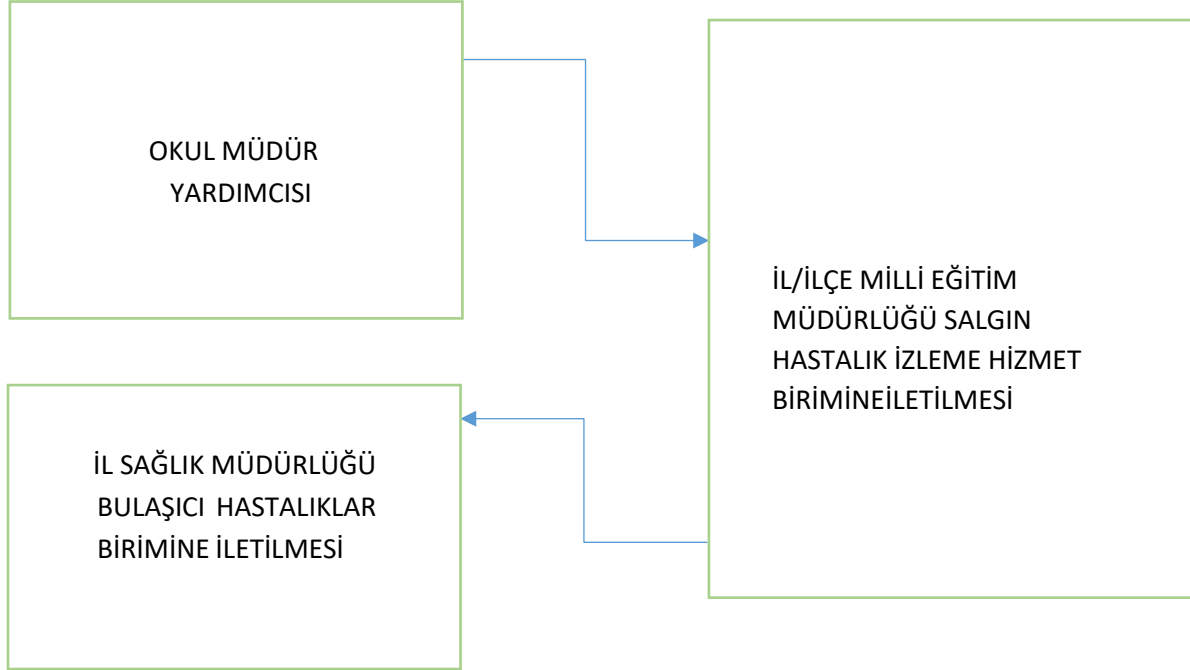 OKUL MÜDÜR
YARDIMCISI
İL/İLÇE MİLLİ EĞİTİM
MÜDÜRLÜĞÜ SALGIN
HASTALIK İZLEME HİZMET
BİRİMİNEİLETİLMESİ
İL SAĞLIK MÜDÜRLÜĞÜ
BULAŞICI HASTALIKLAR
BİRİMİNE İLETİLMESİ